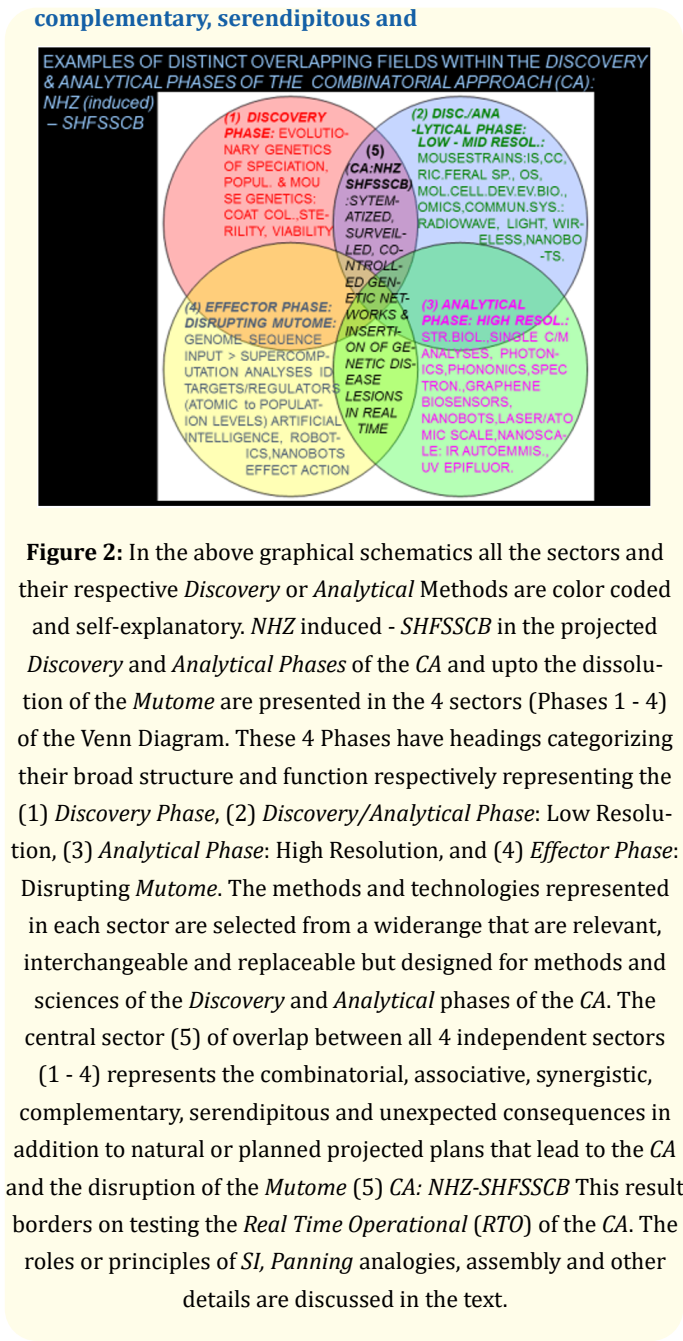 complementary, serendipitous and
EXAMPLES OF DISTINCT OVERLAPPING FIELDS WITHIN THE DISCOVERY
& ANALYTICAL PHASES OF THE COMBINATORIAL APPROACH (CA):
NHZ (induced)
– SHFSSCB
(1) DISCOVERY
PHASE: EVOLUTIO-
NARY GENETICS
OF SPECIATION,
POPUL. & MOU
SE GENETICS:
COAT COL.,STE-
RILITY, VIABILITY
(2) DISC./ANA
-LYTICAL PHASE:
LOW - MID RESOL.:
MOUSESTRAINS:IS,CC,
RIC.FERAL SP., OS,
MOL.CELL.DEV.EV.BIO.,
OMICS,COMMUN.SYS.:
RADIOWAVE, LIGHT, WIR-
ELESS,NANOBO
-TS.
(5)
(CA:NHZ
SHFSSCB)
:SYTEM-
ATIZED,
SURVEIL-
LED, CO-
NTROLL-
ED GEN-
ETIC NET-
WORKS &
INSERTI-
ON OF GE-
NETIC DIS-
EASE
LESIONS
IN REAL
TIME
(4) EFFECTOR PHASE:
DISRUPTING MUTOME:
GENOME SEQUENCE
INPUT > SUPERCOMP-
UTATION ANALYSES ID
TARGETS/REGULATORS
(ATOMIC to POPULAT-
ION LEVELS) ARTIFICIAL
INTELLIGENCE, ROBOT-
ICS,NANOBOTS
EFFECT ACTION
(3) ANALYTICAL
PHASE: HIGH RESOL.:
STR.BIOL.,SINGLE C/M
ANALYSES, PHOTON-
ICS,PHONONICS,SPEC
TRON.,GRAPHENE
BIOSENSORS,
NANOBOTS,LASER/ATO
MIC SCALE,NANOSCA-
LE: IR AUTOEMMIS.,
UV EPIFLUOR.
Figure 2: In the above graphical schematics all the sectors and
their respective Discovery or Analytical Methods are color coded
and self-explanatory. NHZ induced - SHFSSCB in the projected
Discovery and Analytical Phases of the CA and upto the dissolu-
tion of the Mutome are presented in the 4 sectors (Phases 1 - 4)
of the Venn Diagram. These 4 Phases have headings categorizing
their broad structure and function respectively representing the
(1) Discovery Phase, (2) Discovery/Analytical Phase: Low Resolu-
tion, (3) Analytical Phase: High Resolution, and (4) Effector Phase:
Disrupting Mutome. The methods and technologies represented
in each sector are selected from a widerange that are relevant,
interchangeable and replaceable but designed for methods and
sciences of the Discovery and Analytical phases of the CA. The
central sector (5) of overlap between all 4 independent sectors
(1 - 4) represents the combinatorial, associative, synergistic,
complementary, serendipitous and unexpected consequences in
addition to natural or planned projected plans that lead to the CA
and the disruption of the Mutome (5) CA: NHZ-SHFSSCB This result
borders on testing the Real Time Operational (RTO) of the CA. The
roles or principles of SI, Panning analogies, assembly and other
details are discussed in the text.